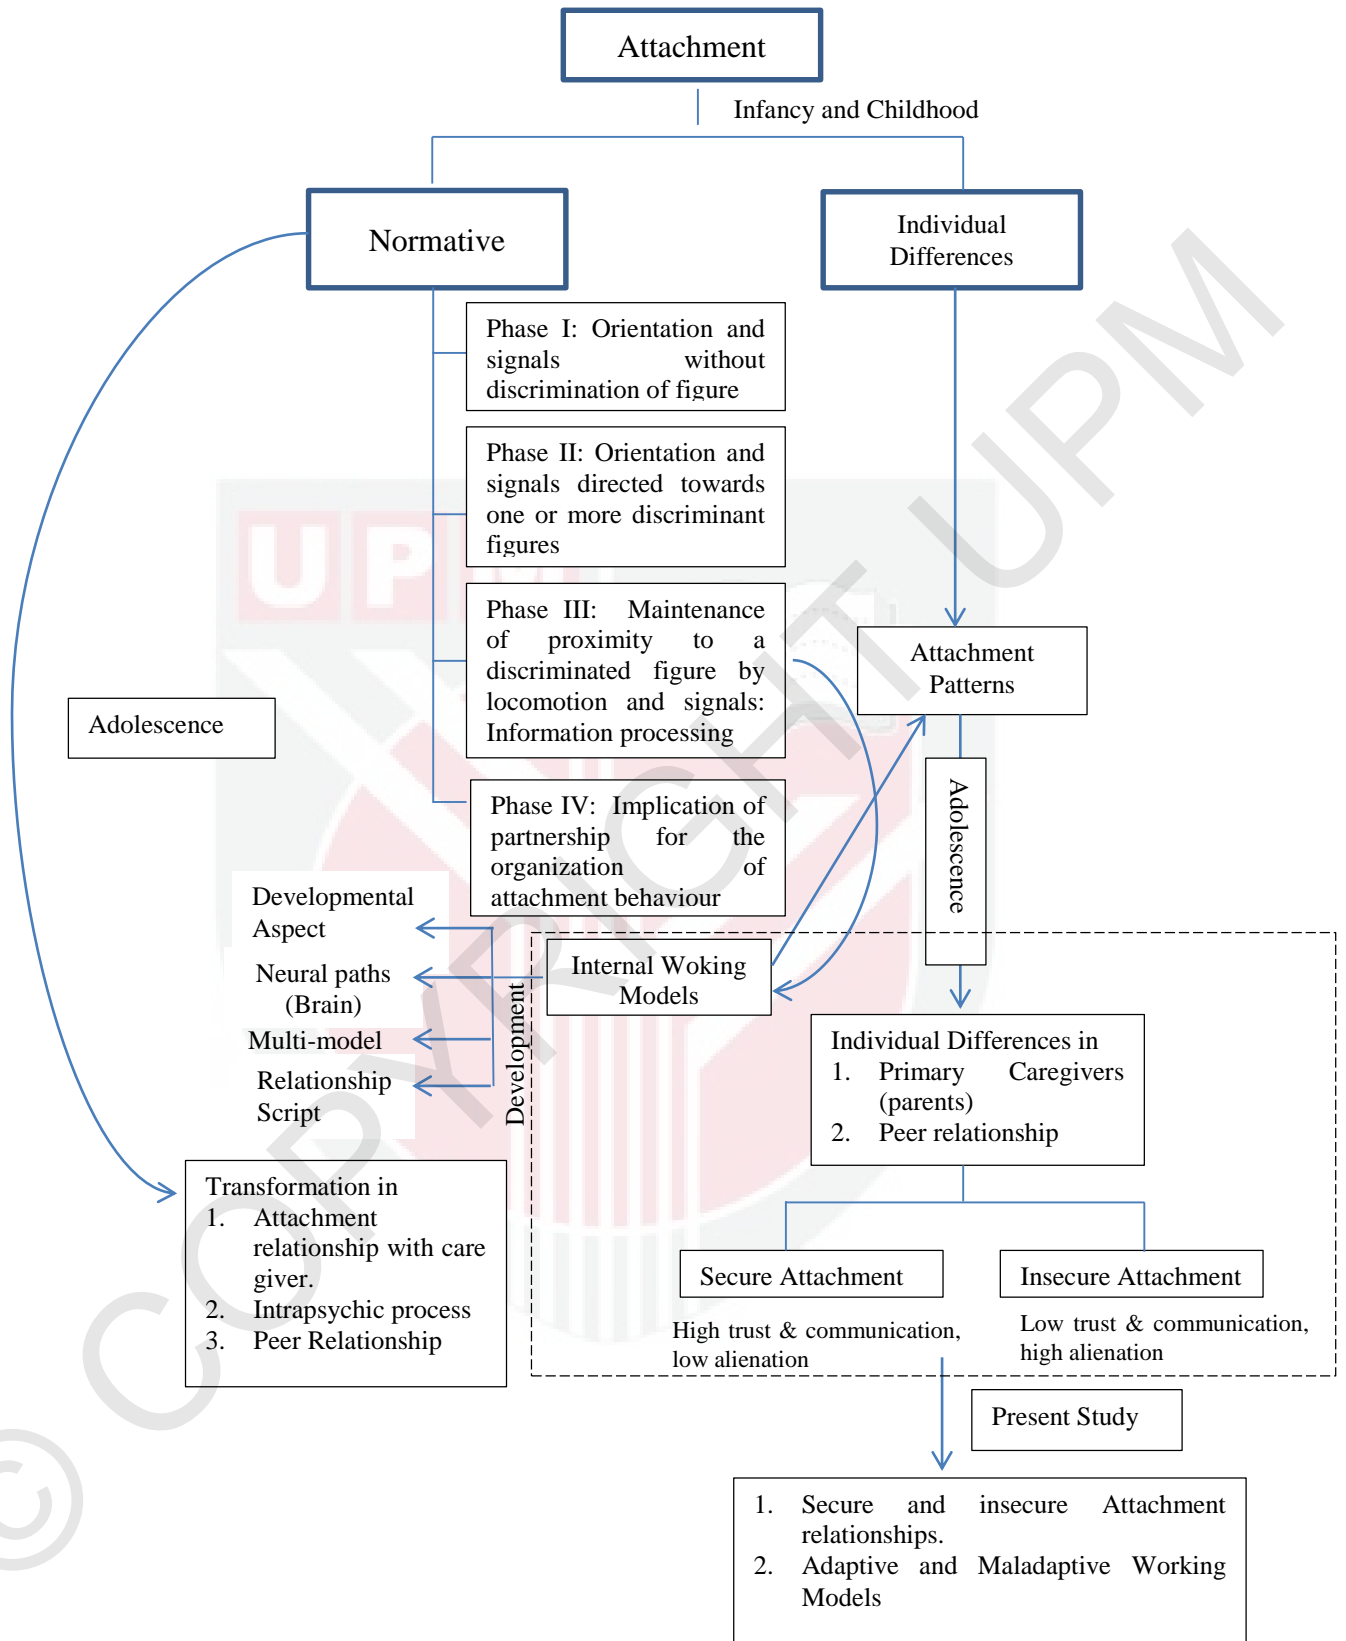 Attachment
Infancy and Childhood
Normative
Individual
Differences
Phase I: Orientation and
signals without
discrimination of figure
Phase II: Orientation and
signals directed towards
one or more discriminant
figures
Phase III: Maintenance
of proximity to a
discriminated figure by
locomotion and signals:
Information processing
Attachment
Patterns
Adolescence
Phase IV: Implication of
partnership for the
organization of
attachment behaviour
Adolescence
Developmental
Aspect
Neural paths
(Brain)
Multi-model
Relationship
Script
Development
Internal Woking
Models
Individual Differences in
1. Primary Caregivers
(parents)
2. Peer relationship
Transformation in
1. Attachment
relationship with care
giver.
2. Intrapsychic process
3. Peer Relationship
Secure Attachment
Insecure Attachment
High trust & communication,
low alienation
Low trust & communication,
high alienation
Present Study
1. Secure and insecure Attachment
relationships.
2. Adaptive and Maladaptive Working
Models
UPM
© COPYRIGHT UPM